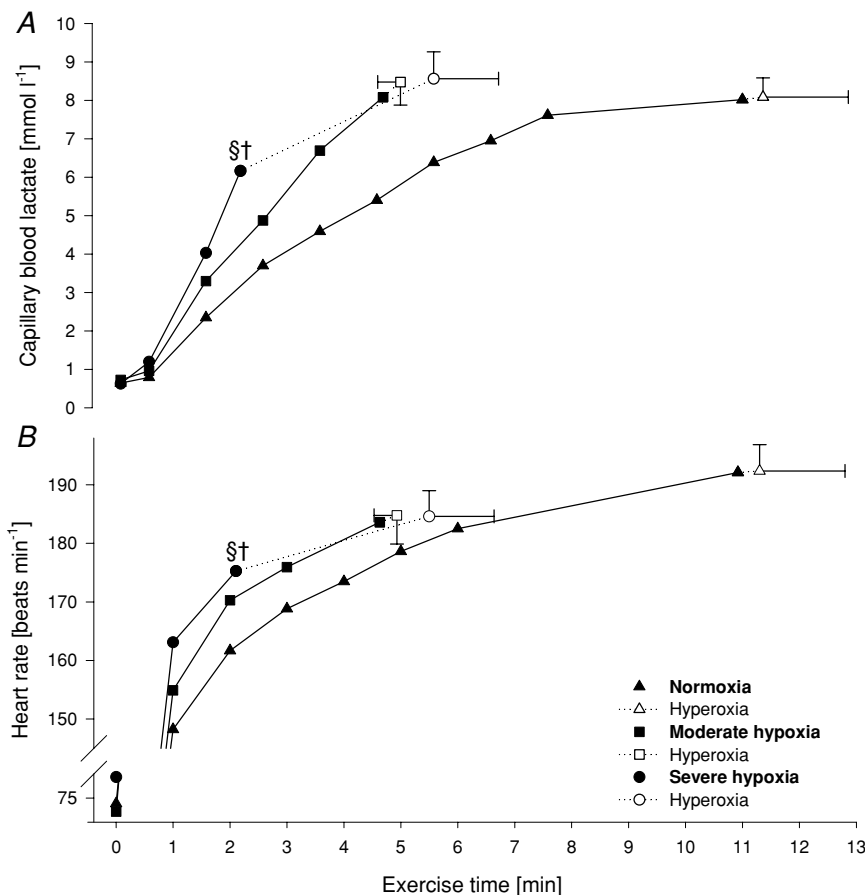 A
10
9
8
7
6
5
4
3
2
1
0
Capillary blood lactate [mmol l⁻¹]
§†
B
190
180
170
160
150
75
Heart rate [beats min⁻¹]
§†
Normoxia
Hyperoxia
Moderate hypoxia
Hyperoxia
Severe hypoxia
Hyperoxia
0 1 2 3 4 5 6 7 8 9 10 11 12 13
Exercise time [min]